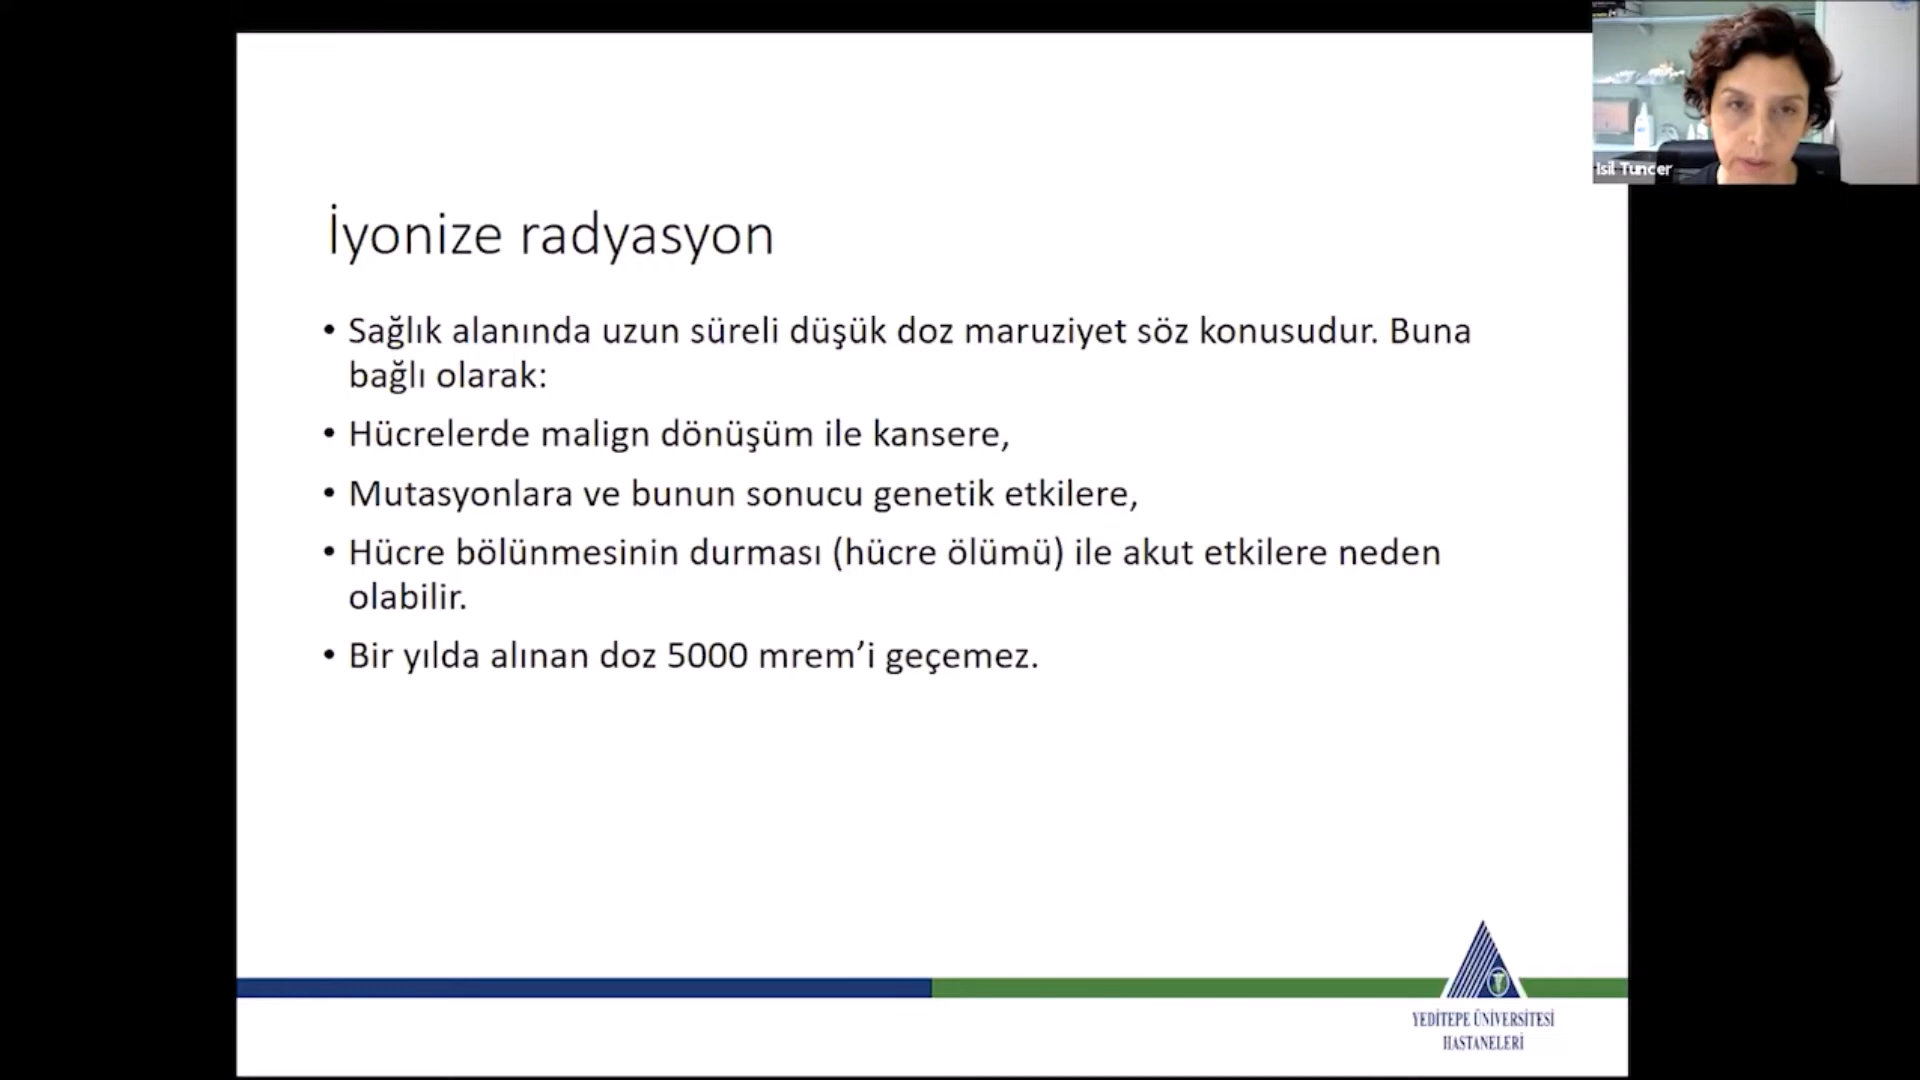 Isil Tuncer
İyonize radyasyon
• Sağlık alanında uzun süreli düşük doz maruziyet söz konusudur. Buna
bağlı olarak:
• Hücrelerde malign dönüşüm ile kansere,
• Mutasyonlara ve bunun sonucu genetik etkilere,
• Hücre bölünmesinin durması (hücre ölümü) ile akut etkilere neden
olabilir.
• Bir yılda alınan doz 5000 mrem’i geçemez.
YEDİTEPE ÜNİVERSİTESİ
HASTANELERİ